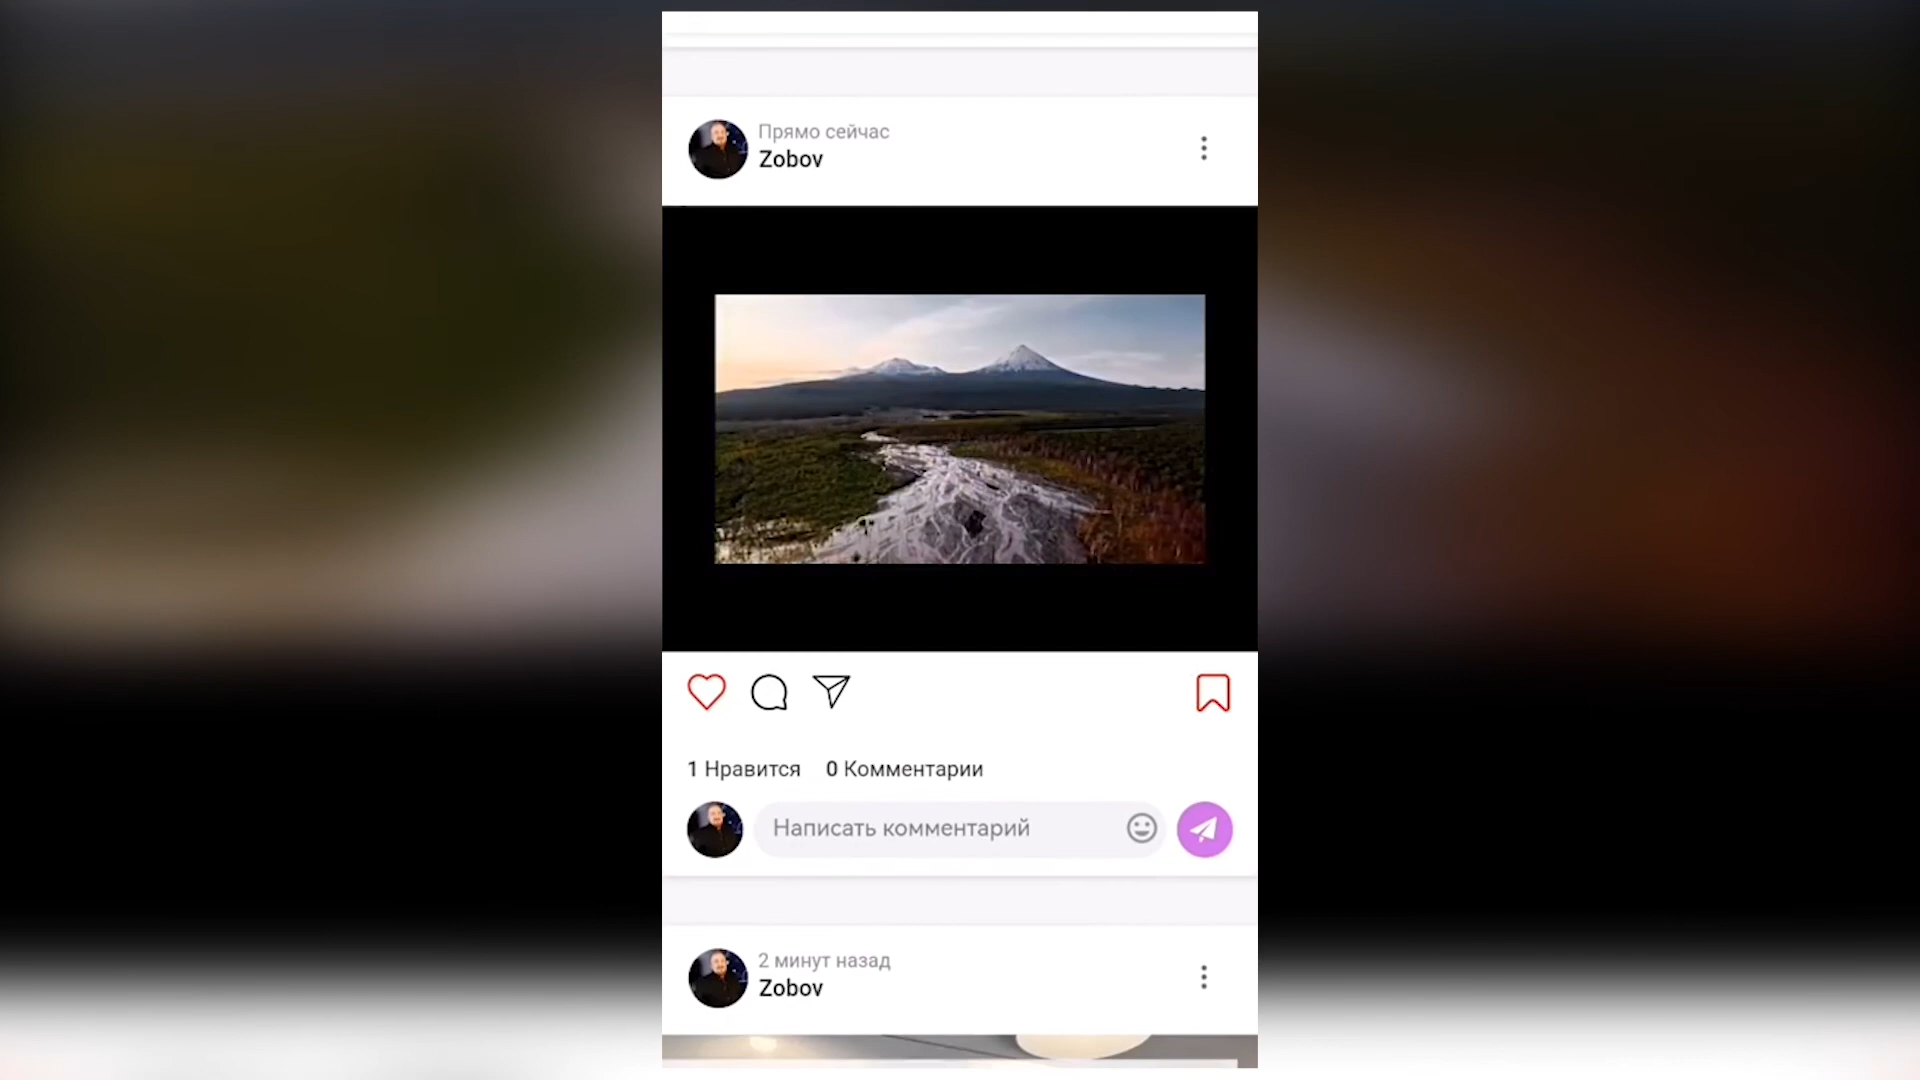 Прямо сейчас
Zobov
1 Нравится 0 Комментарии
Написать комментарий
2 минут назад
Zobov